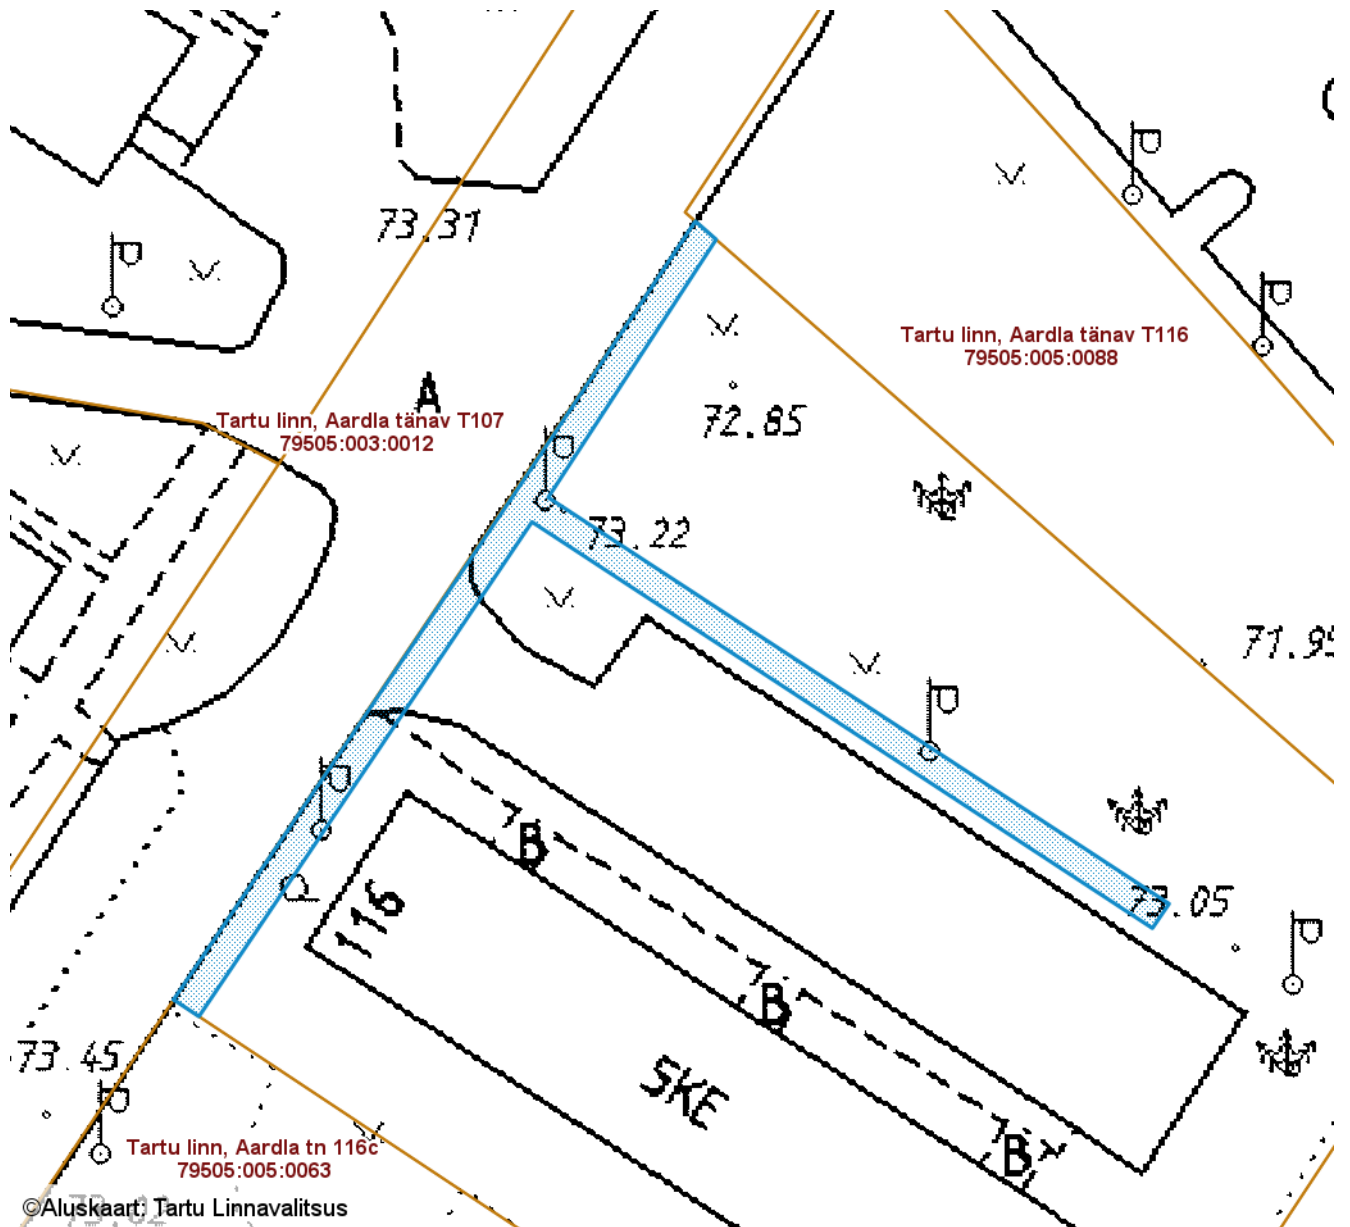 73.31
Tartu linn, Aardla tänav T116
79505:005:0088
A
Tartu linn, Aardla tänav T107
79505:003:0012
72.85
73.22
71.95
B
116
73.05
B
73.45
SKE
B
Tartu linn, Aardla tn 116c
79505:005:0063
©Aluskaart: Tartu Linnavalitsus